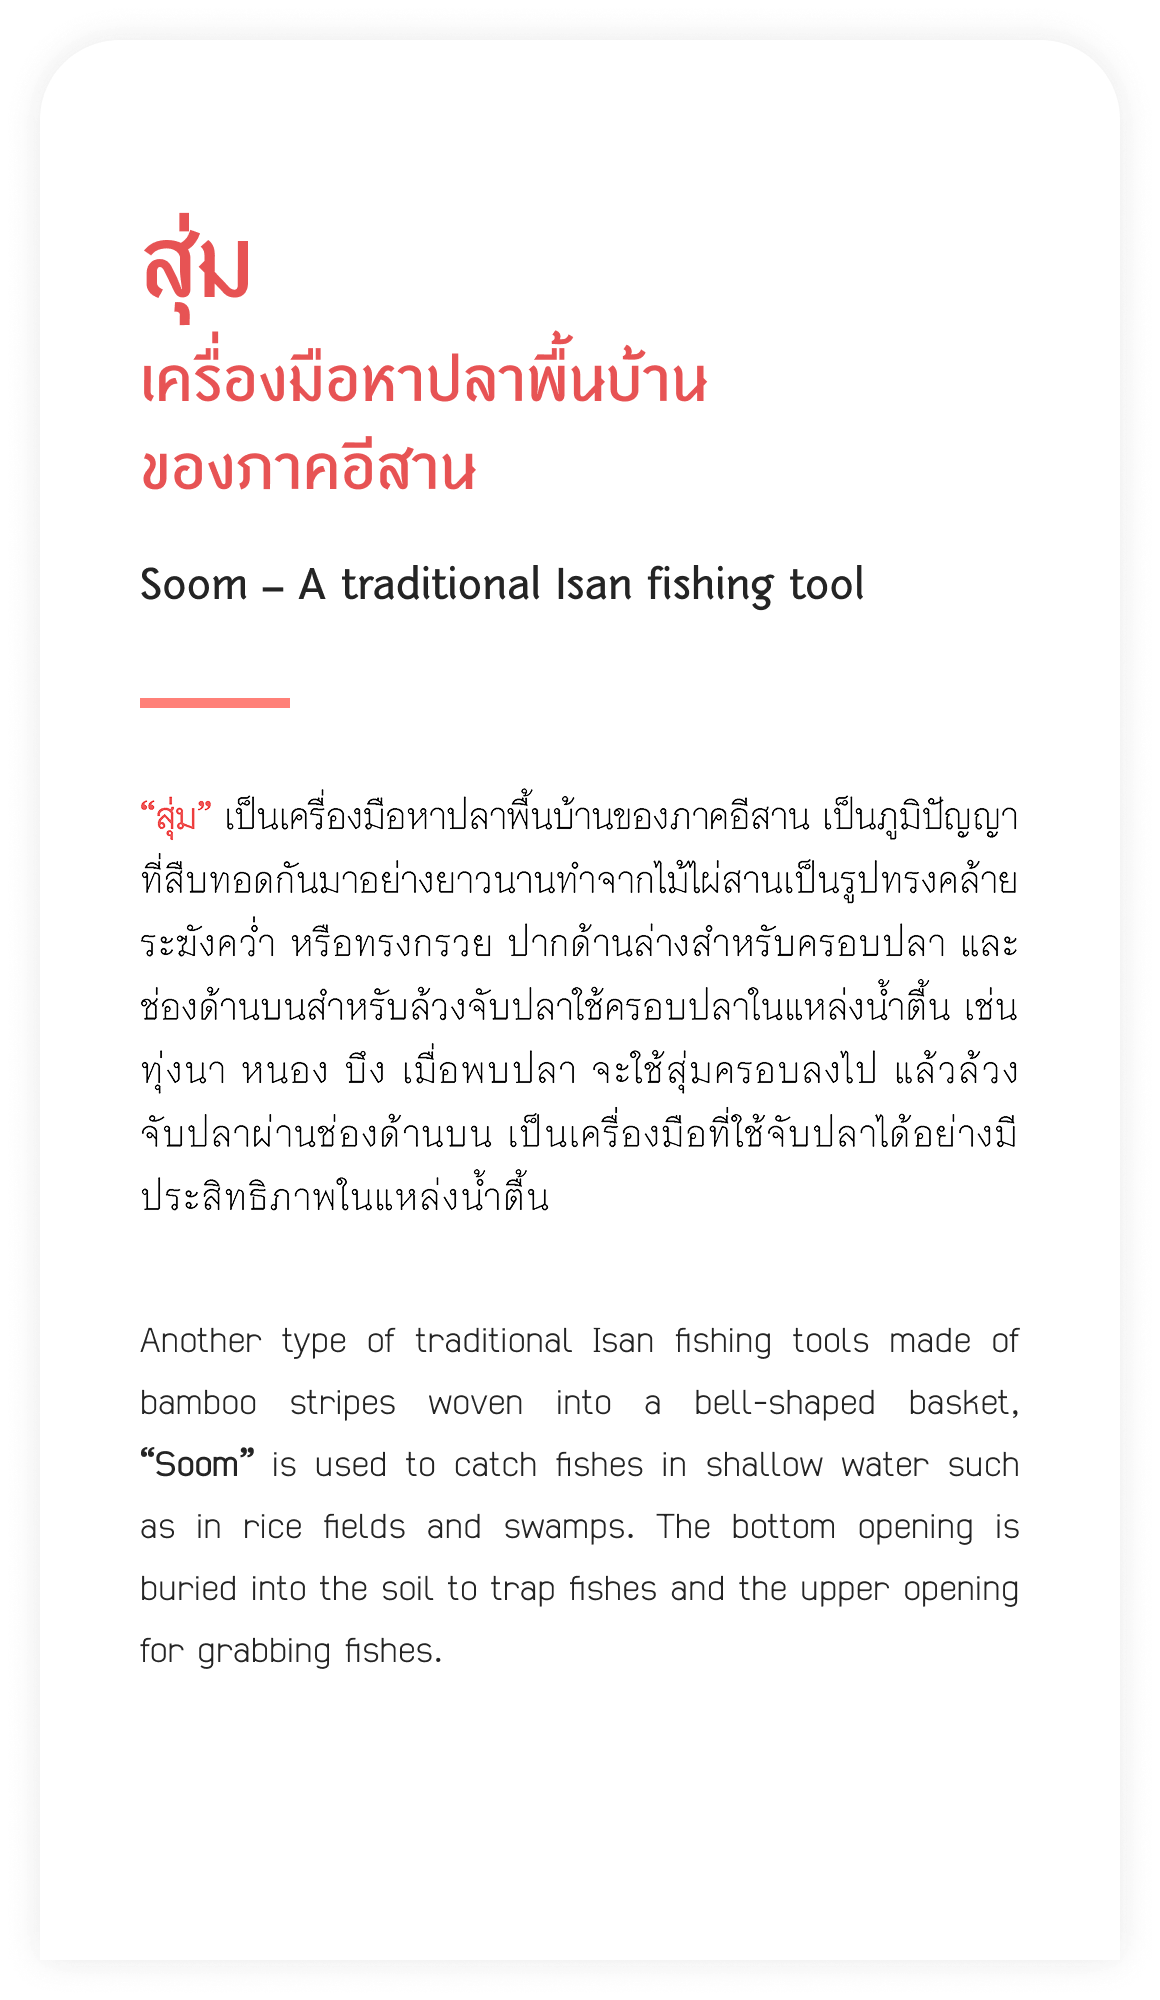 สุ่ม
เครื่องมือหาปลาพื้นบ้าน
ของภาคอีสาน
Soom – A traditional Isan fishing tool
“สุ่ม” เป็นเครื่องมือหาปลาพื้นบ้านของภาคอีสาน เป็นภูมิปัญญา
ที่สืบทอดกันมาอย่างยาวนานทำจากไม้ไผ่สานเป็นรูปทรงคล้าย
ระฆังคว่ำ หรือทรงกรวย ปากด้านล่างสำหรับครอบปลา และ
ช่องด้านบนสำหรับล้วงจับปลาใช้ครอบปลาในแหล่งน้ำตื้น เช่น
ทุ่งนา หนอง บึง เมื่อพบปลา จะใช้สุ่มครอบลงไป แล้วล้วง
จับปลาผ่านช่องด้านบน เป็นเครื่องมือที่ใช้จับปลาได้อย่างมี
ประสิทธิภาพในแหล่งน้ำตื้น
Another type of traditional Isan fishing tools made of
bamboo stripes woven into a bell-shaped basket,
“Soom” is used to catch fishes in shallow water such
as in rice fields and swamps. The bottom opening is
buried into the soil to trap fishes and the upper opening
for grabbing fishes.